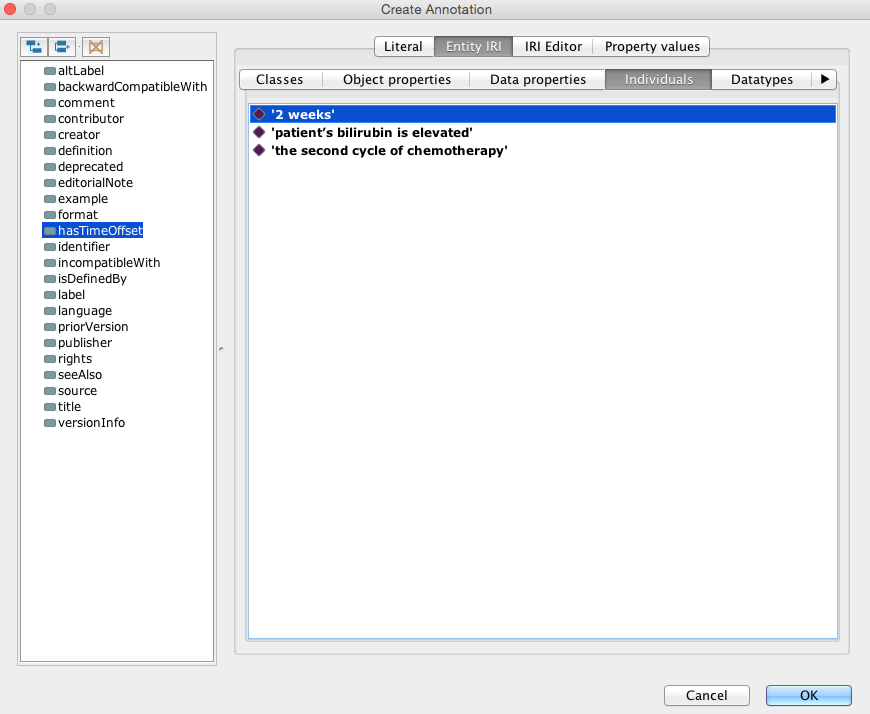 Create Annotation
altLabel
backwardCompatibleWith
comment
contributor
creator
definition
deprecated
editorialNote
example
format
hasTimeOffset
identifier
incompatibleWith
isDefinedBy
label
language
priorVersion
publisher
rights
seeAlso
source
title
versionInfo
Literal Entity IRI IRI Editor Property values
Classes Object properties Data properties Individuals Datatypes
'2 weeks'
'patient’s bilirubin is elevated'
'the second cycle of chemotherapy'
Cancel OK